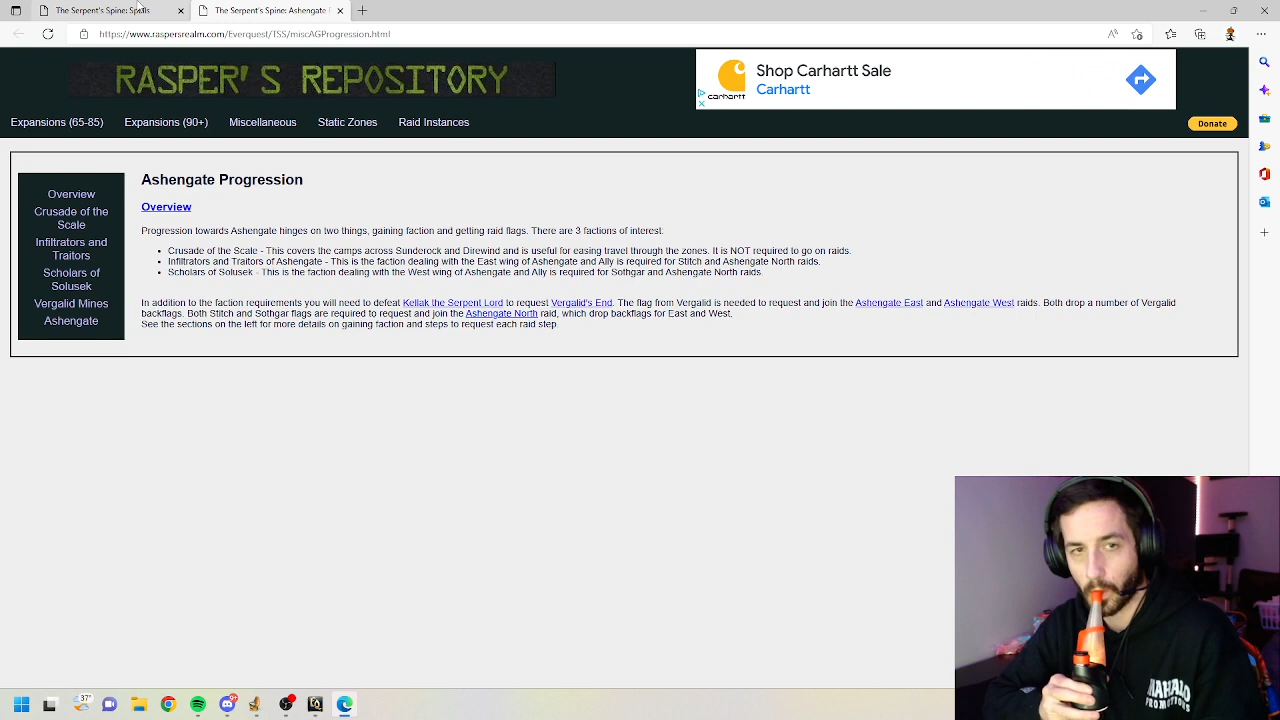 The Serpent's Spine: Spells
The Serpent's Spine: Ashengate
https://www.raspersrealm.com/Everquest/TSS/miscAGProgression.html
RASPER'S REPOSITORY
Shop Carhartt Sale
Carhartt
carhartt
Expansions (65-85)
Expansions (90+)
Miscellaneous
Static Zones
Raid Instances
Donate
Overview
Crusade of the
Scale
Infiltrators and
Traitors
Scholars of
Solusek
Vergalid Mines
Ashengate
Ashengate Progression
Overview
Progression towards Ashengate hinges on two things, gaining faction and getting raid flags. There are 3 factions of interest:
• Crusade of the Scale - This covers the camps across Sunderock and Direwind and is useful for easing travel through the zones. It is NOT required to go on raids.
• Infiltrators and Traitors of Ashengate - This is the faction dealing with the East wing of Ashengate and Ally is required for Stitch and Ashengate North raids.
• Scholars of Solusek - This is the faction dealing with the West wing of Ashengate and Ally is required for Sothgar and Ashengate North raids.
In addition to the faction requirements you will need to defeat Kellak the Serpent Lord to request Vergalid's End. The flag from Vergalid is needed to request and join the Ashengate East and Ashengate West raids. Both drop a number of Vergalid
backflags. Both Stitch and Sothgar flags are required to request and join the Ashengate North raid, which drop backflags for East and West.
See the sections on the left for more details on gaining faction and steps to request each raid step.
37°
MAHALO
PROMOTIONS